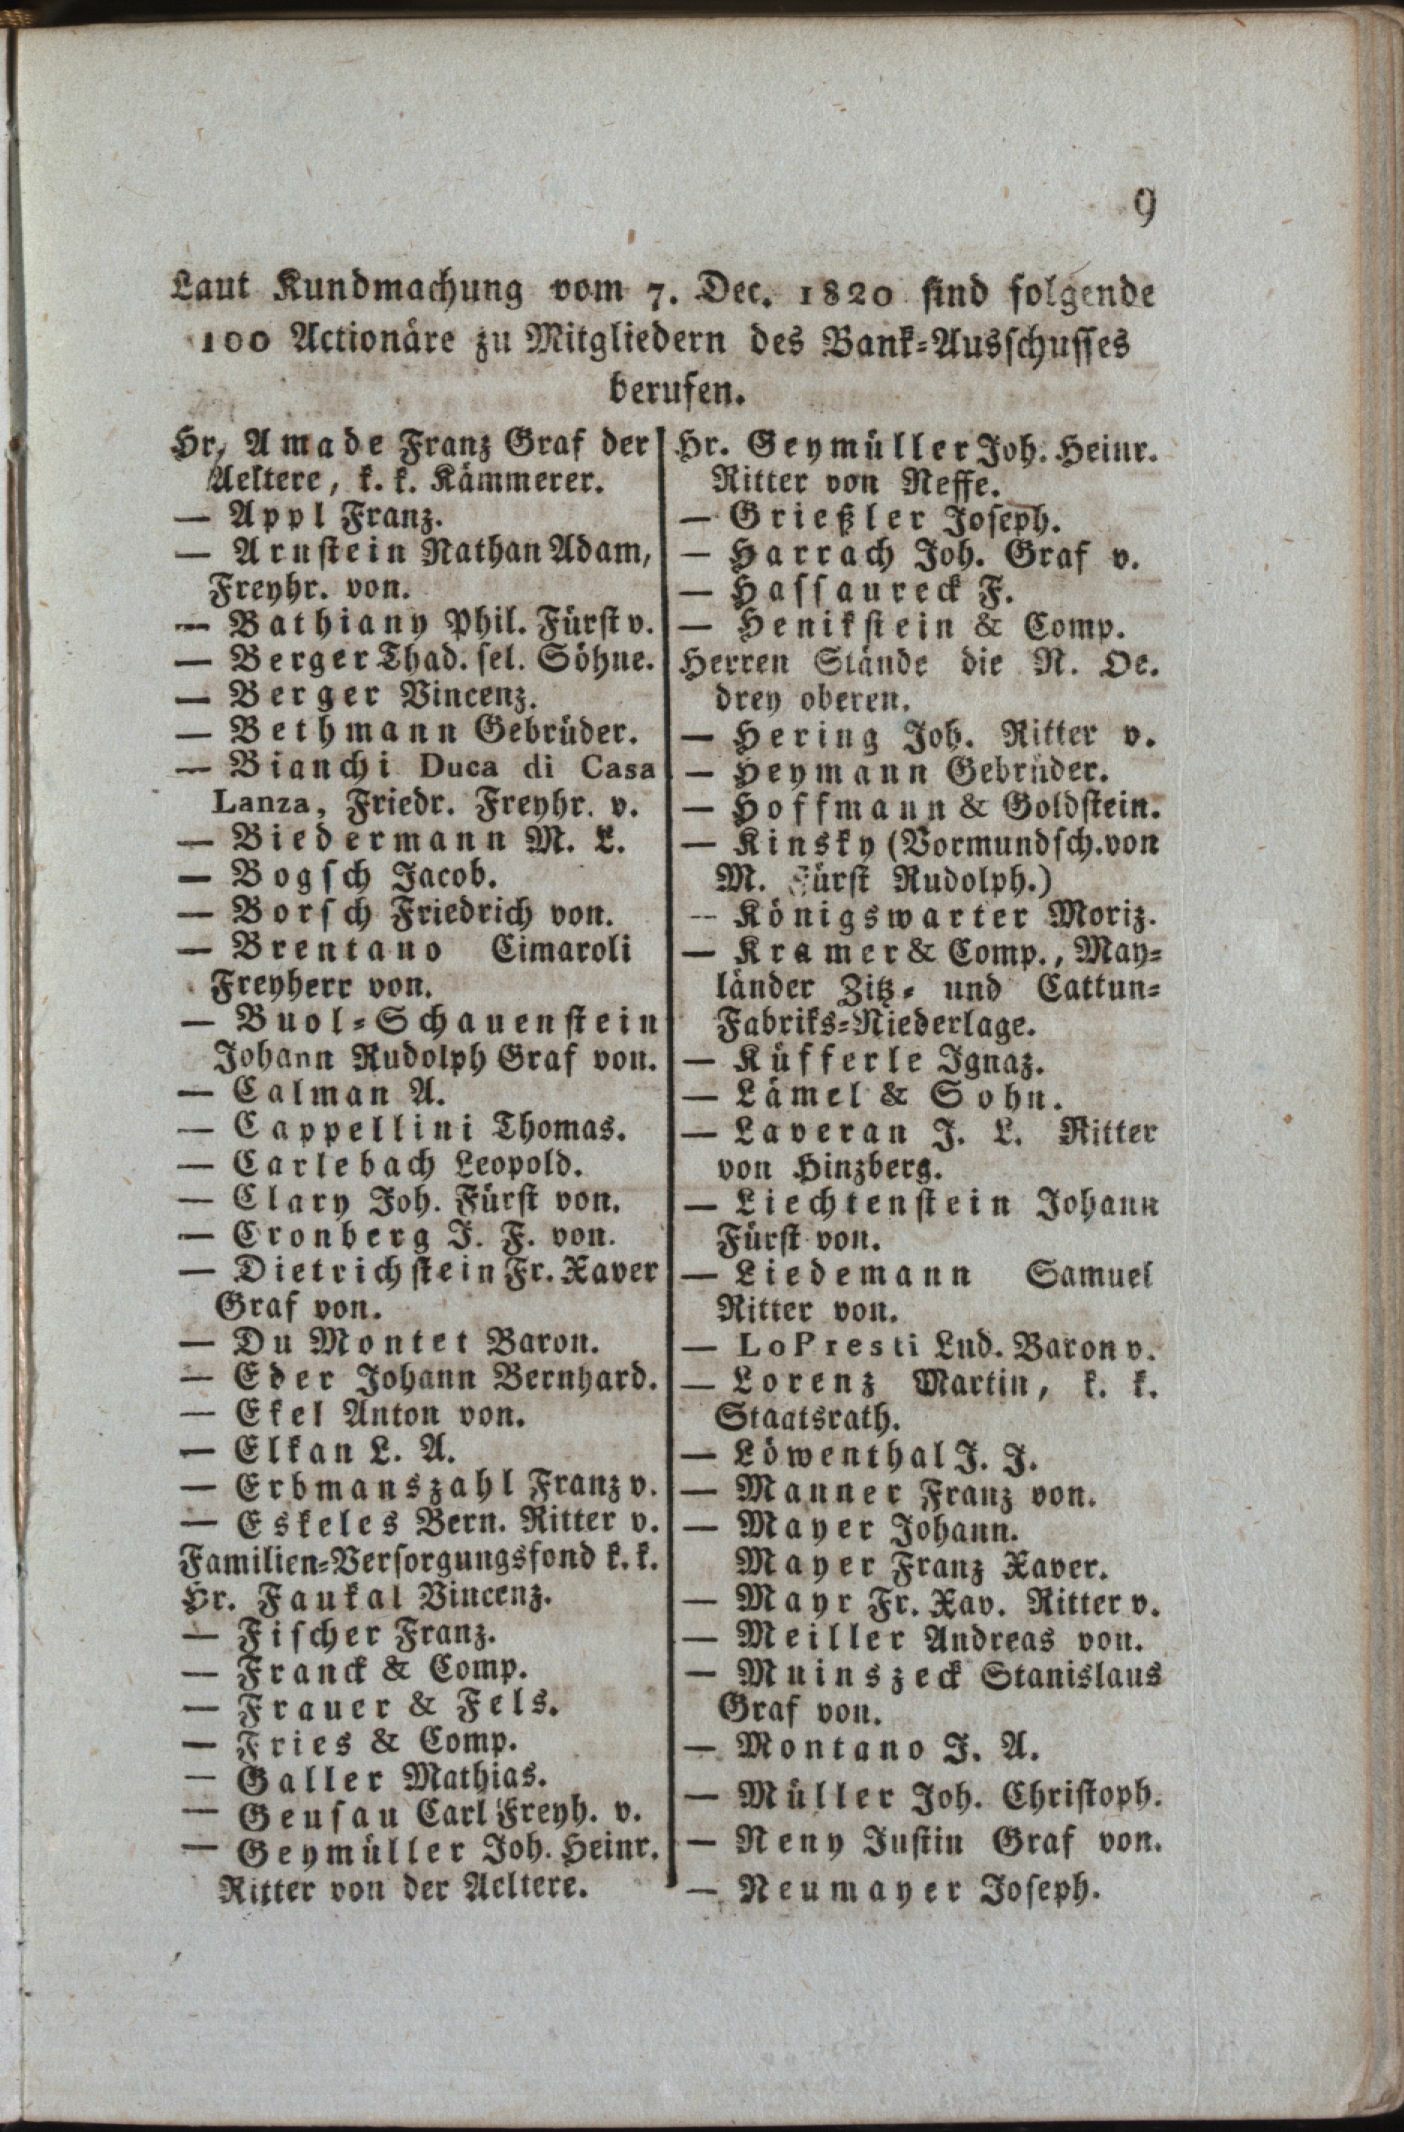 9
Laut Kundmachung vom 7. Dec. 1820 sind folgende
100 Actionäre zu Mitgliedern des Bank-Ausschusses
berufen.
Hr. Amade Franz Graf der
Aeltere, k. k. Kämmerer.
— Appl Franz.
— Arnstein Nathan Adam,
Freyhr. von.
— Bathiany Phil. Fürst v.
— Berger Thad. sel. Söhne.
— Berger Vincenz.
— Bethmann Gebrüder.
— Bianchi Duca di Casa
Lanza, Friedr. Freyhr. v.
— Biedermann M. L.
— Bogsch Jacob.
— Borsch Friedrich von.
— Brentano Cimaroli
Freyherr von.
— Buol-Schauenstein
Johann Rudolph Graf von.
— Calman A.
— Cappellini Thomas.
— Carlebach Leopold.
— Clary Joh. Fürst von.
— Cronberg J. F. von.
— Dietrichstein Fr. Xaver
Graf von.
— Du Montet Baron.
— Eder Johann Bernhard.
— Ekel Anton von.
— Elkan L. A.
— Erbmanszahl Franz v.
— Eskeles Bern. Ritter v.
Familien-Versorgungsfond k. k.
Hr. Faukal Vincenz.
— Fischer Franz.
— Franck & Comp.
— Frauer & Fels.
— Fries & Comp.
— Galler Mathias.
— Geusau Carl Freyh. v.
— Geymüller Joh. Heinr.
Ritter von der Aeltere.
Hr. Geymüller Joh. Heinr.
Ritter von Neffe.
— Grießler Joseph.
— Harrach Joh. Graf v.
— Hassaureck F.
— Henikstein & Comp.
Herren Stände die N. Oe.
drey oberen.
— Hering Joh. Ritter v.
— Heymann Gebrüder.
— Hoffmann & Goldstein.
— Kinsky (Vormundsch. von
M. Fürst Rudolph.)
— Königswarter Moriz.
— Kramer & Comp., May-
länder Zitz- und Cattun-
Fabriks-Niederlage.
— Küfferle Ignaz.
— Lämel & Sohn.
— Laveran J. L. Ritter
von Hinzberg.
— Liechtenstein Johann
Fürst von.
— Liedemann Samuel
Ritter von.
— LoPresti Lud. Baron v.
— Lorenz Martin, k. k.
Staatsrath.
— Löwenthal J. J.
— Manner Franz von.
— Mayer Johann.
Mayer Franz Xaver.
— Mayr Fr. Xav. Ritter v.
— Meiller Andreas von.
— Muinszeck Stanislaus
Graf von.
— Montano J. A.
— Müller Joh. Christoph.
— Neny Justin Graf von.
— Neumayer Joseph.